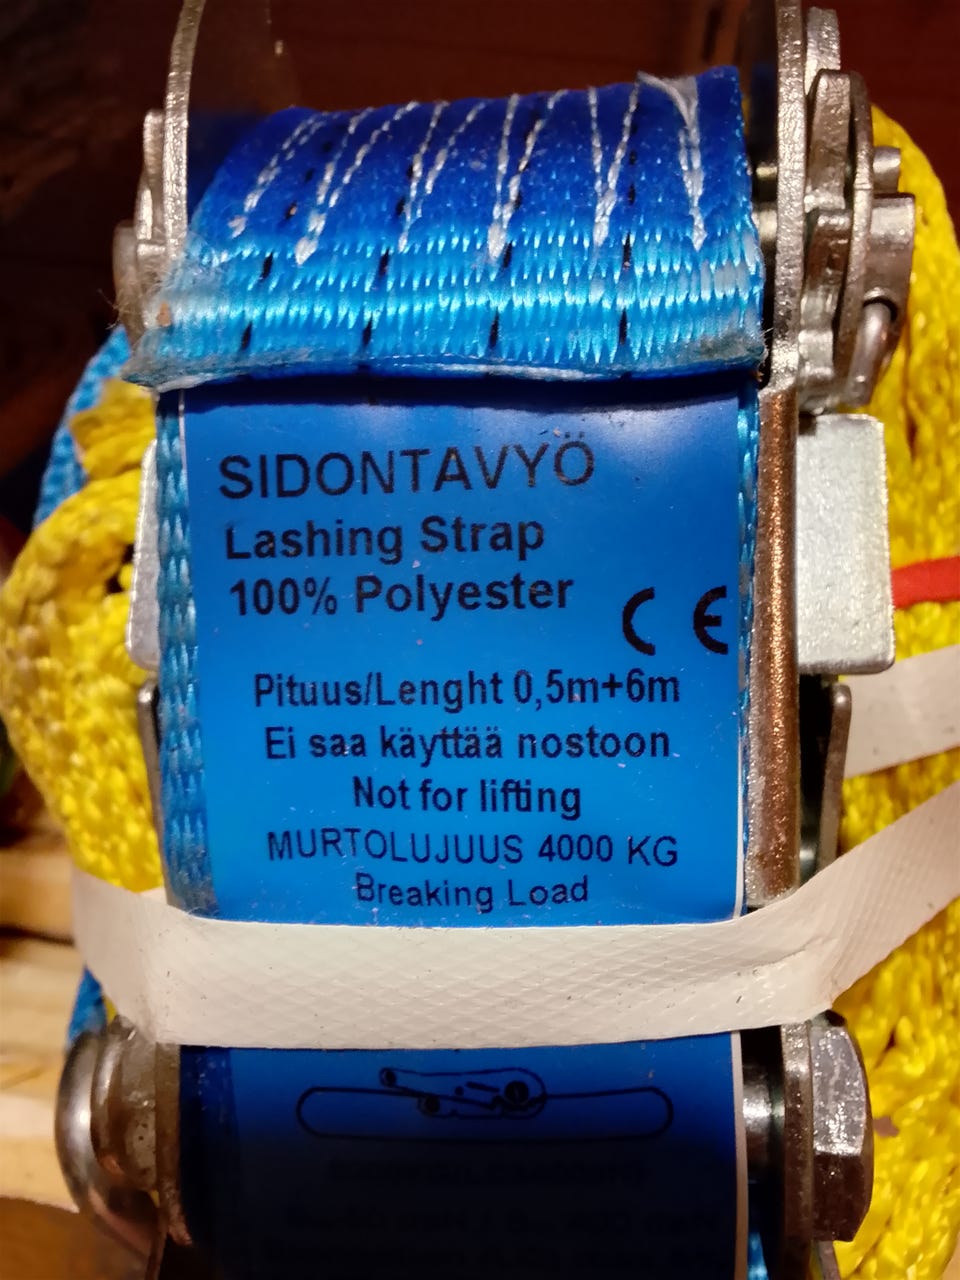 SIDONTAVYÖ
Lashing Strap
100% Polyester
CE
Pituus/Lenght 0,5m+6m
Ei saa käyttää nostoon
Not for lifting
MURTOLUJUUS 4000 KG
Breaking Load